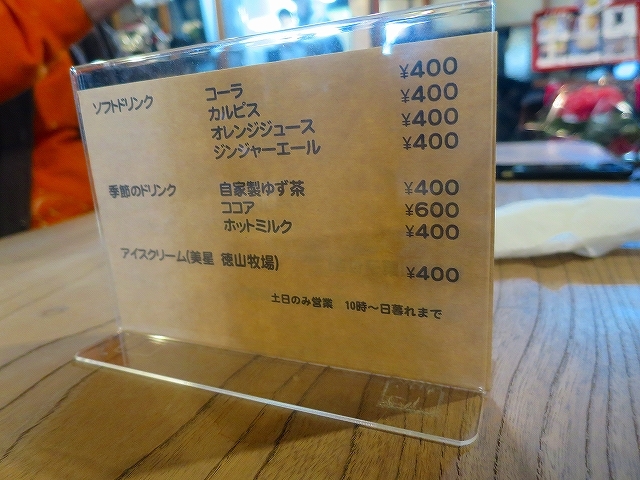 ソフトドリンク コーラ ¥400
カルピス ¥400
オレンジジュース ¥400
ジンジャーエール ¥400
季節のドリンク 自家製ゆず茶 ¥400
ココア ¥600
ホットミルク ¥400
アイスクリーム(美星 徳山牧場) ¥400
土日のみ営業 10時～日暮れまで